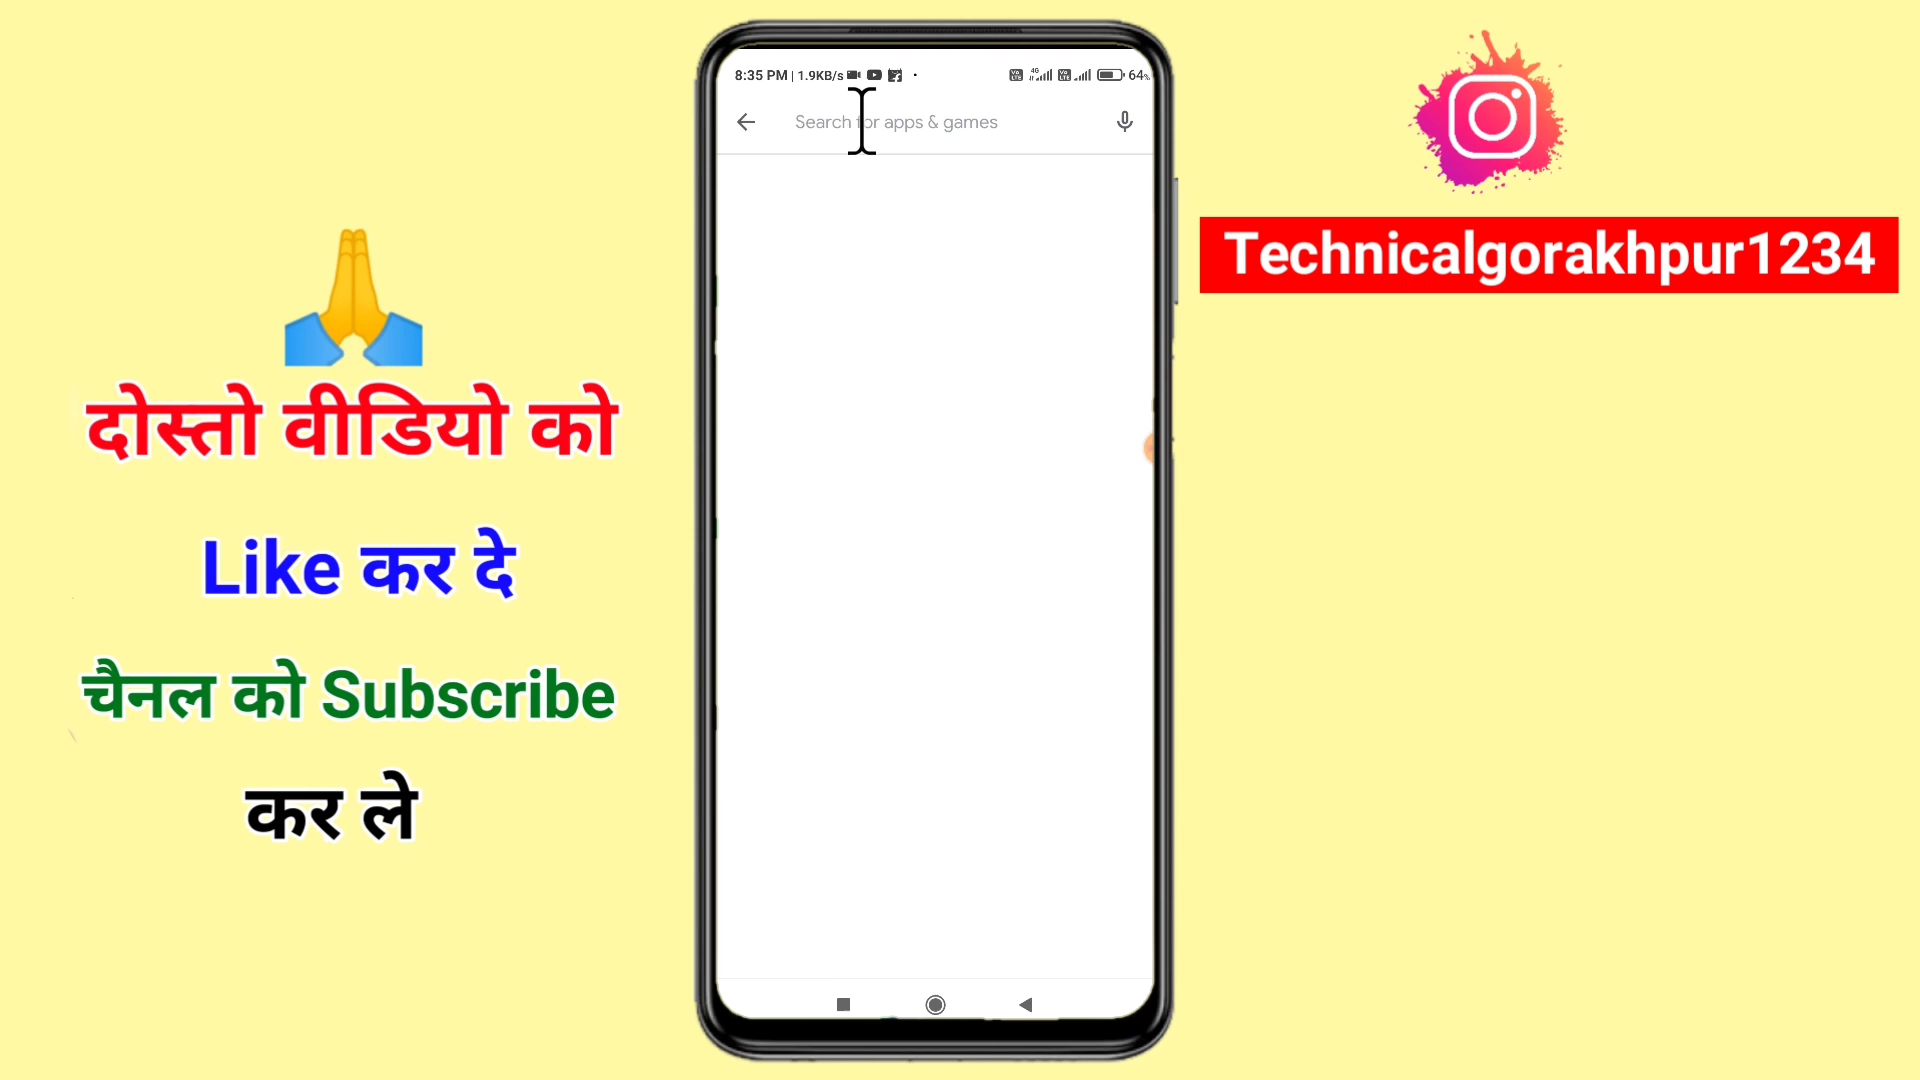 8:35 PM | 1.9KB/s 64%
Search for apps & games
Technicalgorakhpur1234
दोस्तो वीडियो को
Like कर दे
चैनल को Subscribe
कर ले